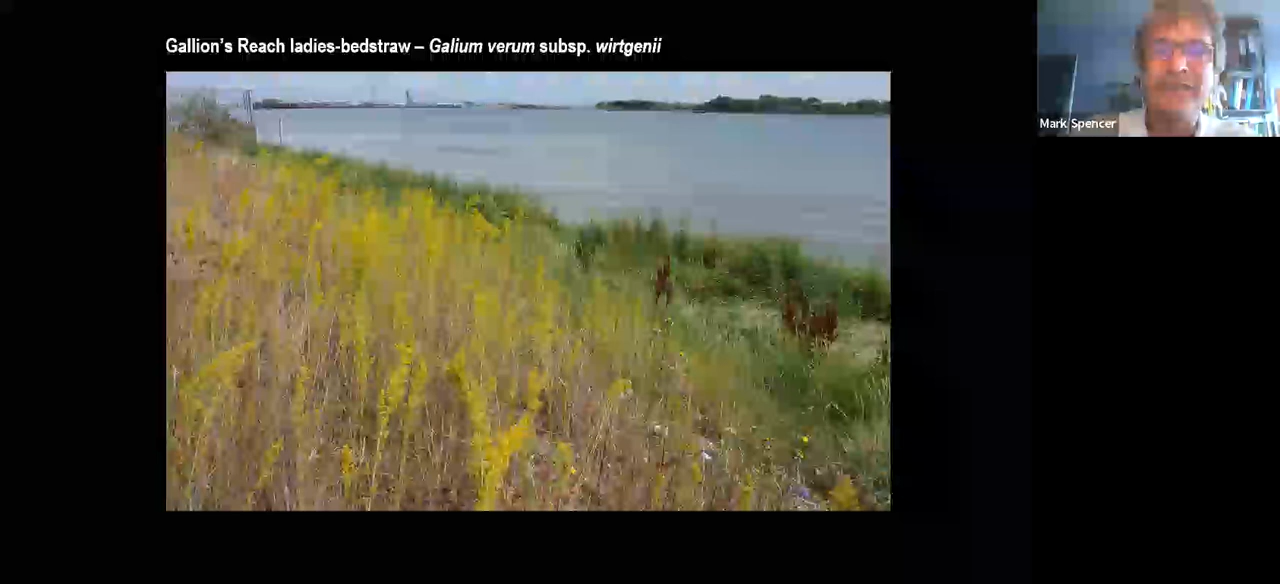 Gallion's Reach ladies-bedstraw – Galium verum subsp. wirtgenii
Mark Spencer